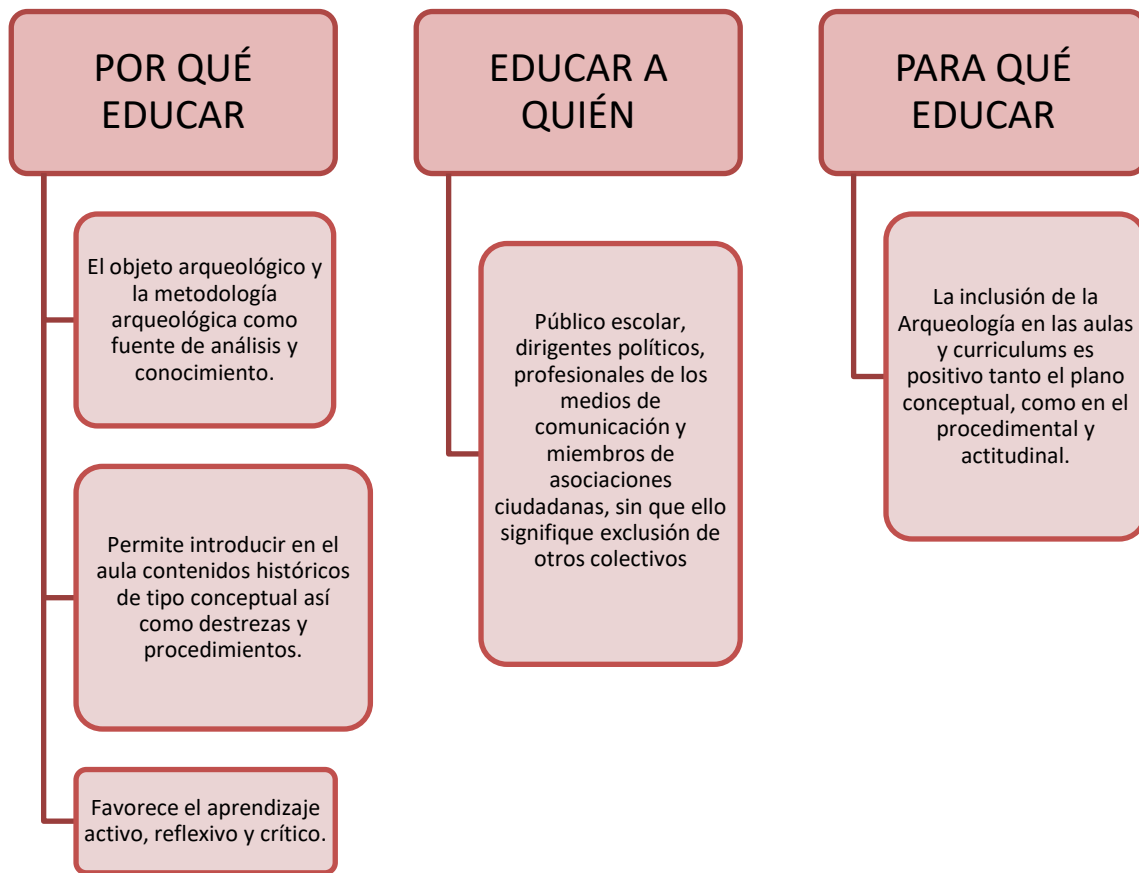 POR QUÉ
EDUCAR
El objeto arqueológico y
la metodología
arqueológica como
fuente de análisis y
conocimiento.
Permite introducir en el
aula contenidos históricos
de tipo conceptual así
como destrezas y
procedimientos.
Favorece el aprendizaje
activo, reflexivo y crítico.
EDUCAR A
QUIÉN
Público escolar,
dirigentes políticos,
profesionales de los
medios de
comunicación y
miembros de
asociaciones
ciudadanas, sin que ello
signifique exclusión de
otros colectivos
PARA QUÉ
EDUCAR
La inclusión de la
Arqueología en las aulas
y curriculums es
positivo tanto el plano
conceptual, como en el
procedimental y
actitudinal.